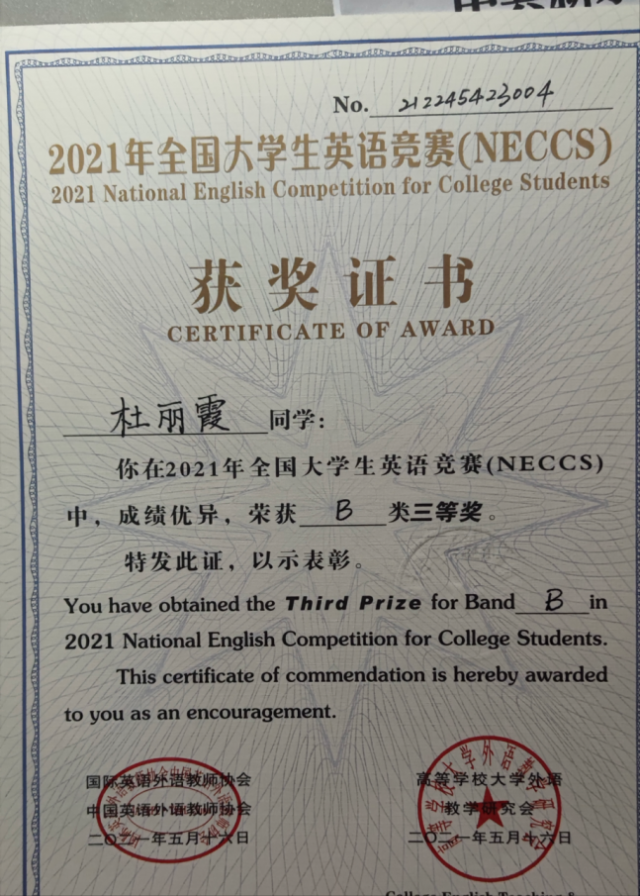 No. 212245423004
2021年全国大学生英语竞赛(NECCS)
2021 National English Competition for College Students
获奖证书
CERTIFICATE OF AWARD
杜丽霞 同学:
你在2021年全国大学生英语竞赛(NECCS)
中，成绩优异，荣获 B 类三等奖。
特发此证，以示表彰。
You have obtained the Third Prize for Band B in
2021 National English Competition for College Students.
This certificate of commendation is hereby awarded
to you as an encouragement.
国际英语外语教师协会
中国英语外语教师协会
二〇二一年五月十六日
高等学校大学外语
教学研究会
二〇二一年五月十六日
College English Teaching &